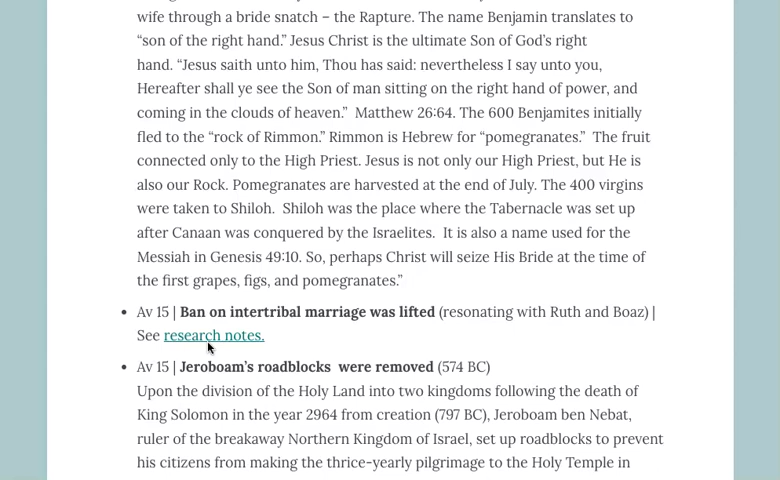 wife through a bride snatch – the Rapture. The name Benjamin translates to
“son of the right hand.” Jesus Christ is the ultimate Son of God’s right
hand. “Jesus saith unto him, Thou has said: nevertheless I say unto you,
Hereafter shall ye see the Son of man sitting on the right hand of power, and
coming in the clouds of heaven.”  Matthew 26:64. The 600 Benjamites initially
fled to the “rock of Rimmon.” Rimmon is Hebrew for “pomegranates.”  The fruit
connected only to the High Priest. Jesus is not only our High Priest, but He is
also our Rock. Pomegranates are harvested at the end of July. The 400 virgins
were taken to Shiloh.  Shiloh was the place where the Tabernacle was set up
after Canaan was conquered by the Israelites.  It is also a name used for the
Messiah in Genesis 49:10. So, perhaps Christ will seize His Bride at the time of
the first grapes, figs, and pomegranates.”
• Av 15 | Ban on intertribal marriage was lifted (resonating with Ruth and Boaz) |
See research notes.
• Av 15 | Jeroboam’s roadblocks  were removed (574 BC)
Upon the division of the Holy Land into two kingdoms following the death of
King Solomon in the year 2964 from creation (797 BC), Jeroboam ben Nebat,
ruler of the breakaway Northern Kingdom of Israel, set up roadblocks to prevent
his citizens from making the thrice-yearly pilgrimage to the Holy Temple in